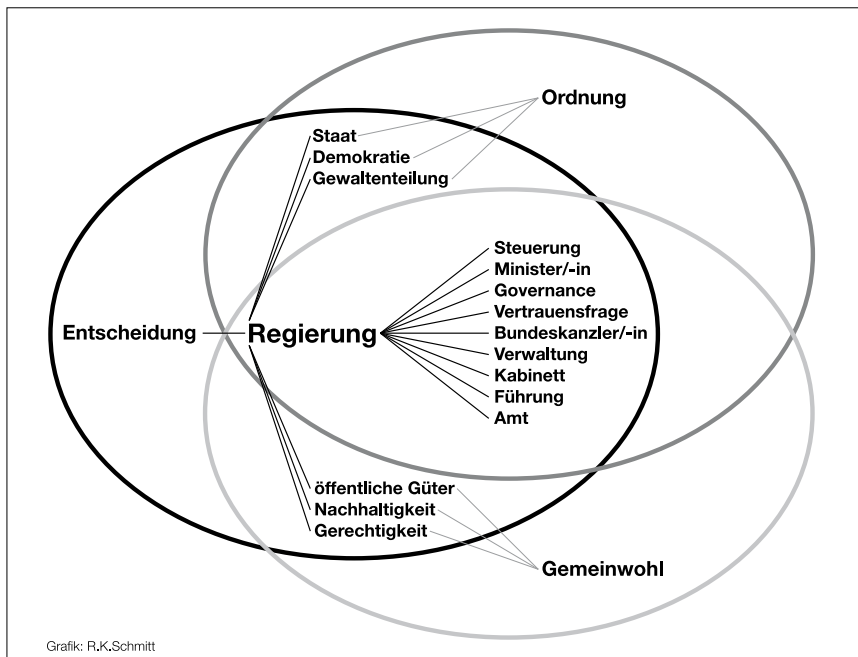 Ordnung
Staat
Demokratie
Gewaltenteilung
Steuerung
Minister/-in
Governance
Vertrauensfrage
Entscheidung Regierung Bundeskanzler/-in
Verwaltung
Kabinett
Führung
Amt
öffentliche Güter
Nachhaltigkeit
Gerechtigkeit
Gemeinwohl
Grafik: R.K.Schmitt